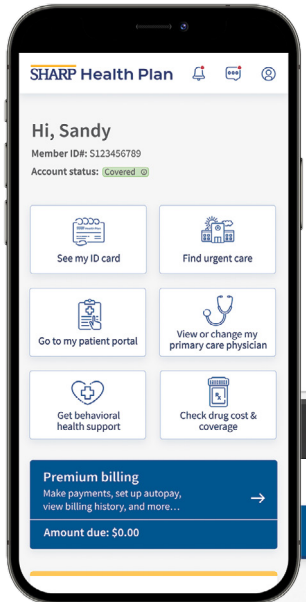 SHARP Health Plan
Hi, Sandy
Member ID#: S123456789
Account status: Covered
See my ID card
Find urgent care
Go to my patient portal
View or change my
primary care physician
Get behavioral
health support
Check drug cost &
coverage
Premium billing
Make payments, set up autopay,
view billing history, and more...
Amount due: $0.00